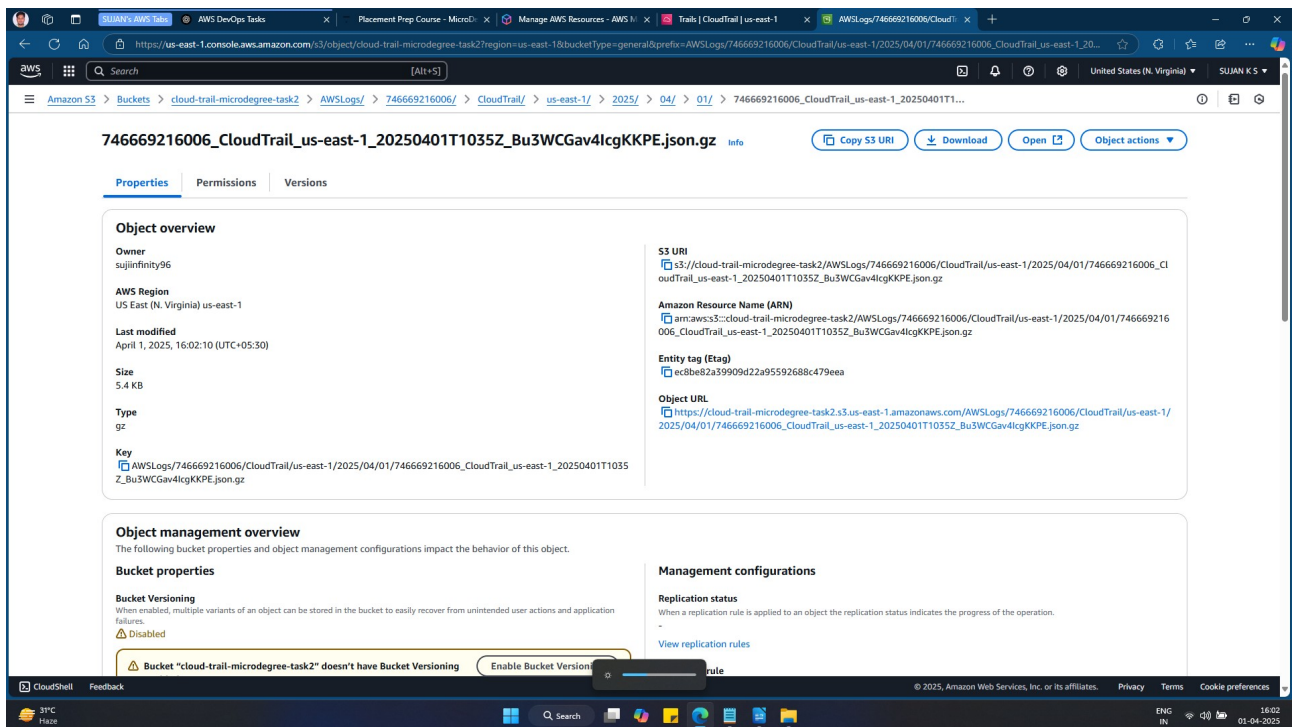 SUJAN's AWS Tabs
AWS DevOps Tasks
Placement Prep Course - MicroDe
Manage AWS Resources - AWS M
Trails | CloudTrail | us-east-1
AWSLogs/746669216006/CloudTr
https://us-east-1.console.aws.amazon.com/s3/object/cloud-trail-microdegree-task2?region=us-east-1&bucketType=general&prefix=AWSLogs/746669216006/CloudTrail/us-east-1/2025/04/01/746669216006_CloudTrail_us-east-1_20...
aws
Search
[Alt+S]
United States (N. Virginia)
SUJAN K S
Amazon S3 > Buckets > cloud-trail-microdegree-task2 > AWSLogs/ > 746669216006/ > CloudTrail/ > us-east-1/ > 2025/ > 04/ > 01/ > 746669216006_CloudTrail_us-east-1_20250401T1...
746669216006_CloudTrail_us-east-1_20250401T1035Z_Bu3WCGav4IcgKKPE.json.gz Info
Copy S3 URI
Download
Open
Object actions
Properties
Permissions
Versions
Object overview
Owner
sujiinfinity96
AWS Region
US East (N. Virginia) us-east-1
Last modified
April 1, 2025, 16:02:10 (UTC+05:30)
Size
5.4 KB
Type
gz
Key
AWSLogs/746669216006/CloudTrail/us-east-1/2025/04/01/746669216006_CloudTrail_us-east-1_20250401T1035
Z_Bu3WCGav4IcgKKPE.json.gz
S3 URI
s3://cloud-trail-microdegree-task2/AWSLogs/746669216006/CloudTrail/us-east-1/2025/04/01/746669216006_Cl
oudTrail_us-east-1_20250401T1035Z_Bu3WCGav4IcgKKPE.json.gz
Amazon Resource Name (ARN)
arn:aws:s3:::cloud-trail-microdegree-task2/AWSLogs/746669216006/CloudTrail/us-east-1/2025/04/01/746669216
006_CloudTrail_us-east-1_20250401T1035Z_Bu3WCGav4IcgKKPE.json.gz
Entity tag (Etag)
ec8be82a39909d22a95592688c479eea
Object URL
https://cloud-trail-microdegree-task2.s3.us-east-1.amazonaws.com/AWSLogs/746669216006/CloudTrail/us-east-1/
2025/04/01/746669216006_CloudTrail_us-east-1_20250401T1035Z_Bu3WCGav4IcgKKPE.json.gz
Object management overview
The following bucket properties and object management configurations impact the behavior of this object.
Bucket properties
Bucket Versioning
When enabled, multiple variants of an object can be stored in the bucket to easily recover from unintended user actions and application
failures.
Disabled
Bucket "cloud-trail-microdegree-task2" doesn't have Bucket Versioning
Enable Bucket Versioni
Management configurations
Replication status
When a replication rule is applied to an object the replication status indicates the progress of the operation.
-
View replication rules
rule
CloudShell
Feedback
© 2025, Amazon Web Services, Inc. or its affiliates.
Privacy
Terms
Cookie preferences
31°C
Haze
Search
ENG
IN
16:02
01-04-2025